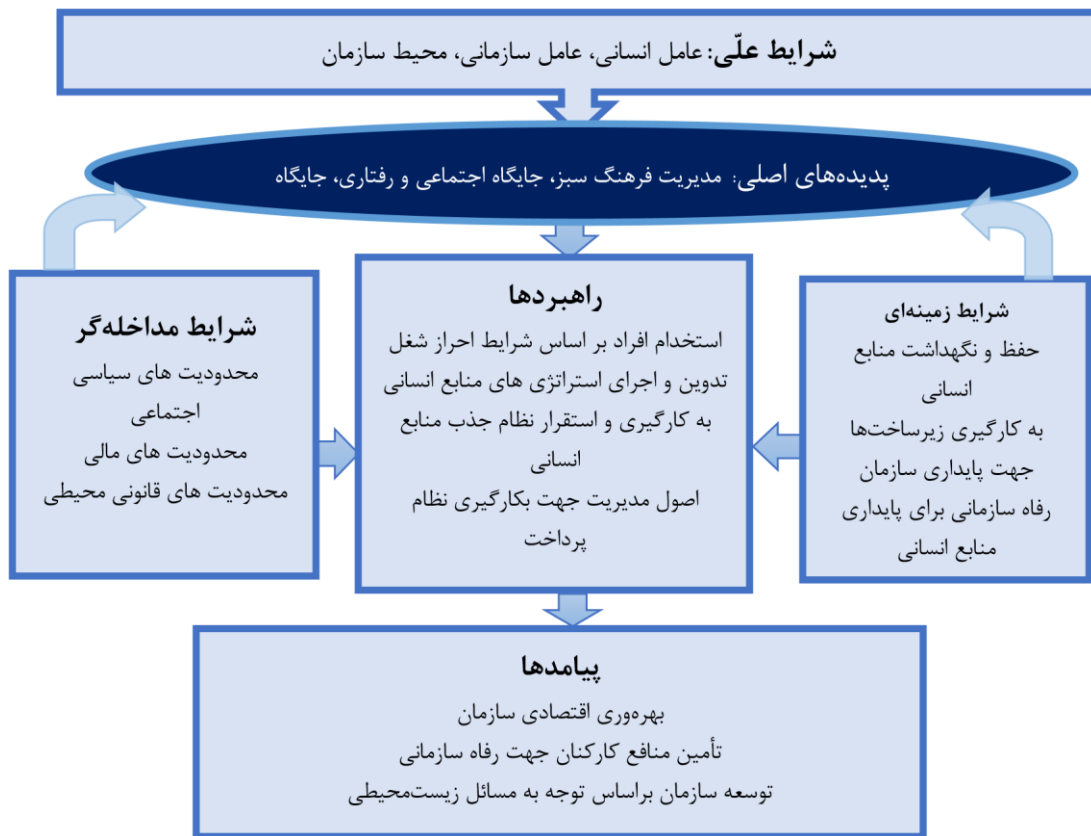 شرایط علّی: عامل انسانی، عامل سازمانی، محیط سازمان
پدیده‌های اصلی: مدیریت فرهنگ سبز، جایگاه اجتماعی و رفتاری، جایگاه
شرایط زمینه‌ای
حفظ و نگهداشت منابع
انسانی
به کارگیری زیرساخت‌ها
جهت پایداری سازمان
رفاه سازمانی برای پایداری
منابع انسانی
راهبردها
استخدام افراد بر اساس شرایط احراز شغل
تدوین و اجرای استراتژی های منابع انسانی
به کارگیری و استقرار نظام جذب منابع
انسانی
اصول مدیریت جهت بکارگیری نظام
پرداخت
شرایط مداخله‌گر
محدودیت های سیاسی
اجتماعی
محدودیت های مالی
محدودیت های قانونی محیطی
پیامدها
بهره‌وری اقتصادی سازمان
تأمین منافع کارکنان جهت رفاه سازمانی
توسعه سازمان براساس توجه به مسائل زیست‌محیطی